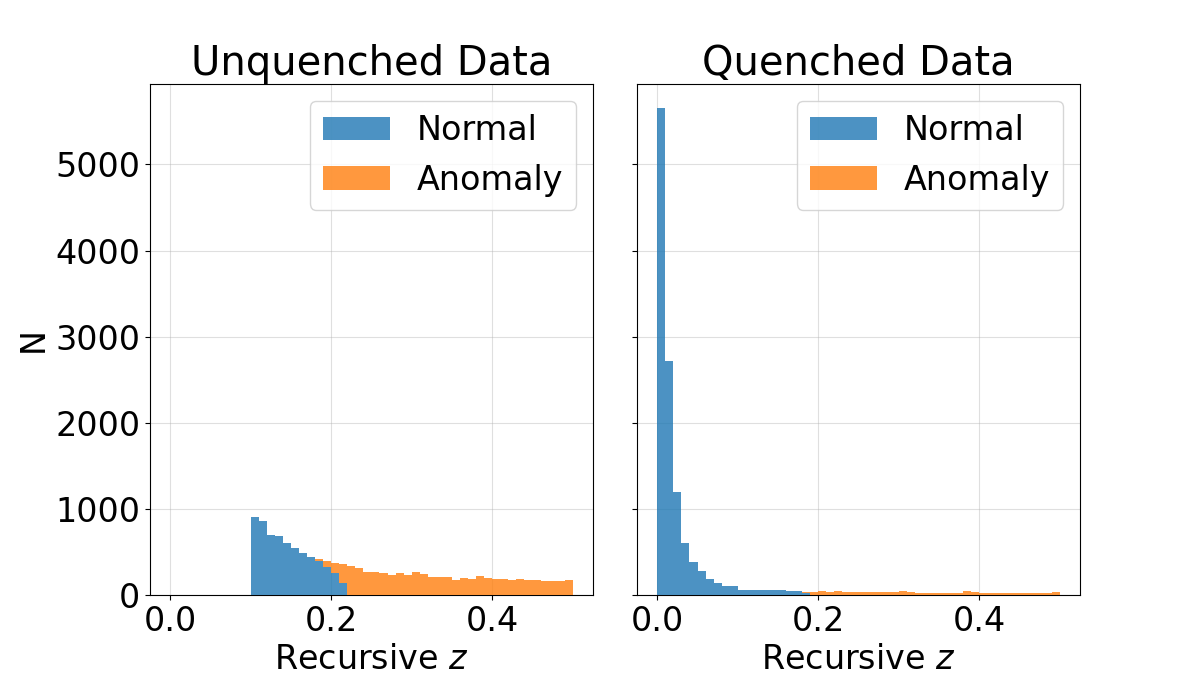 Unquenched Data
Normal
Anomaly
N
5000
4000
3000
2000
1000
0
0.0 0.2 0.4
Recursive z
Quenched Data
Normal
Anomaly
0.0 0.2 0.4
Recursive z